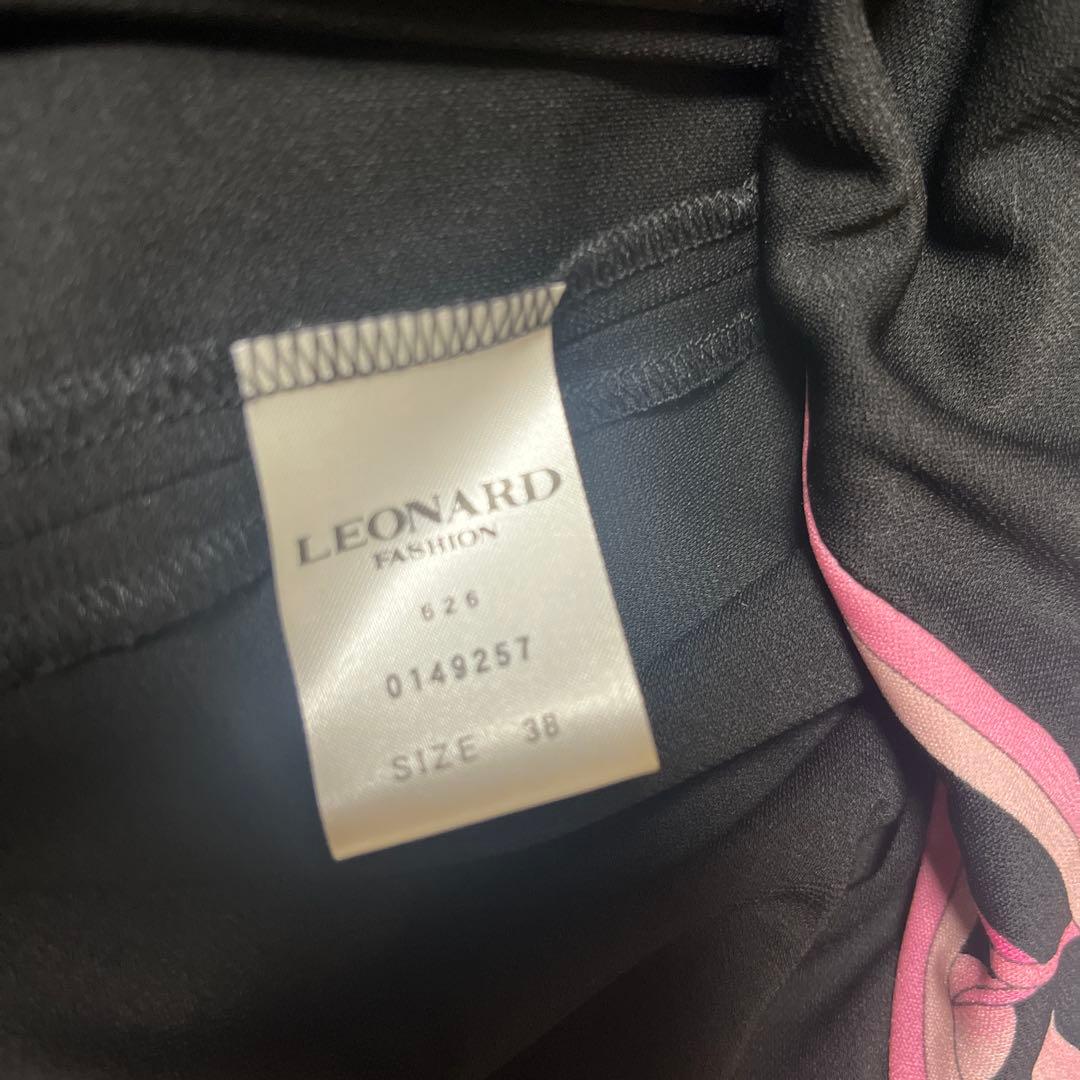 LEONARD
FASHION
626
0149257
SIZE 38